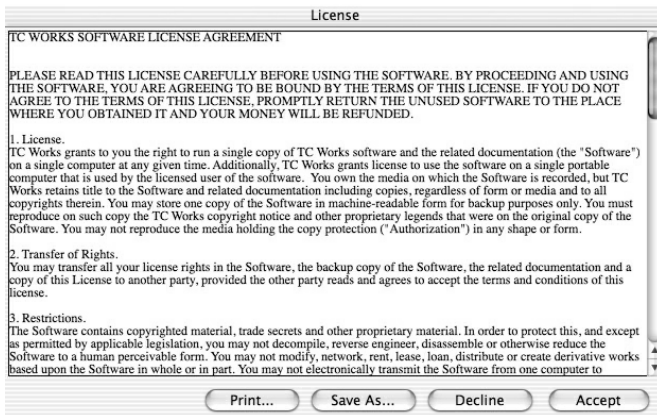 License
TC WORKS SOFTWARE LICENSE AGREEMENT
PLEASE READ THIS LICENSE CAREFULLY BEFORE USING THE SOFTWARE. BY PROCEEDING AND USING
THE SOFTWARE, YOU ARE AGREEING TO BE BOUND BY THE TERMS OF THIS LICENSE. IF YOU DO NOT
AGREE TO THE TERMS OF THIS LICENSE, PROMPTLY RETURN THE UNUSED SOFTWARE TO THE PLACE
WHERE YOU OBTAINED IT AND YOUR MONEY WILL BE REFUNDED.
1. License.
TC Works grants to you the right to run a single copy of TC Works software and the related documentation (the "Software")
on a single computer at any given time. Additionally, TC Works grants license to use the software on a single portable
computer that is used by the licensed user of the software.  You own the media on which the Software is recorded, but TC
Works retains title to the Software and related documentation including copies, regardless of form or media and to all
copyrights therein. You may store one copy of the Software in machine-readable form for backup purposes only. You must
reproduce on such copy the TC Works copyright notice and other proprietary legends that were on the original copy of the
Software. You may not reproduce the media holding the copy protection ("Authorization") in any shape or form.
2. Transfer of Rights.
You may transfer all your license rights in the Software, the backup copy of the Software, the related documentation and a
copy of this License to another party, provided the other party reads and agrees to accept the terms and conditions of this
license.
3. Restrictions.
The Software contains copyrighted material, trade secrets and other proprietary material. In order to protect this, and except
as permitted by applicable legislation, you may not decompile, reverse engineer, disassemble or otherwise reduce the
Software to a human perceivable form. You may not modify, network, rent, lease, loan, distribute or create derivative works
based upon the Software in whole or in part. You may not electronically transmit the Software from one computer to
Print... Save As... Decline Accept